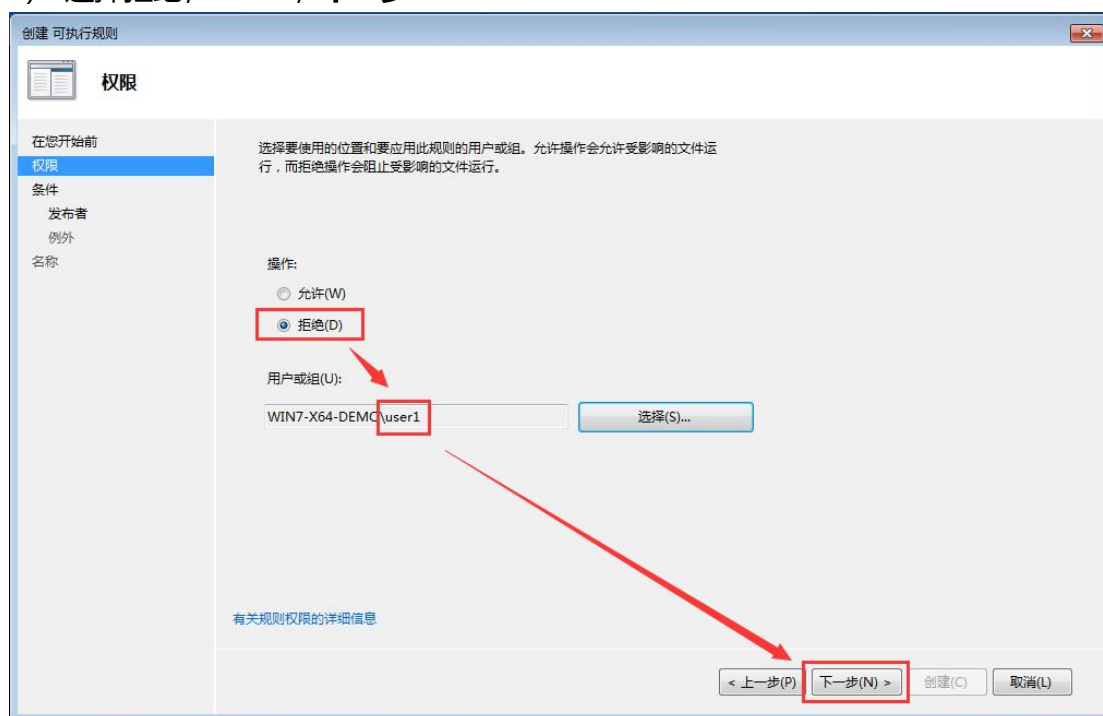 创建 可执行规则
权限
在您开始前
权限
条件
发布者
例外
名称
选择要使用的位置和要应用此规则的用户或组。允许操作会允许受影响的文件运
行，而拒绝操作会阻止受影响的文件运行。
操作:
允许(W)
拒绝(D)
用户或组(U):
WIN7-X64-DEMO\user1
选择(S)...
有关规则权限的详细信息
< 上一步(P)
下一步(N) >
创建(C)
取消(L)